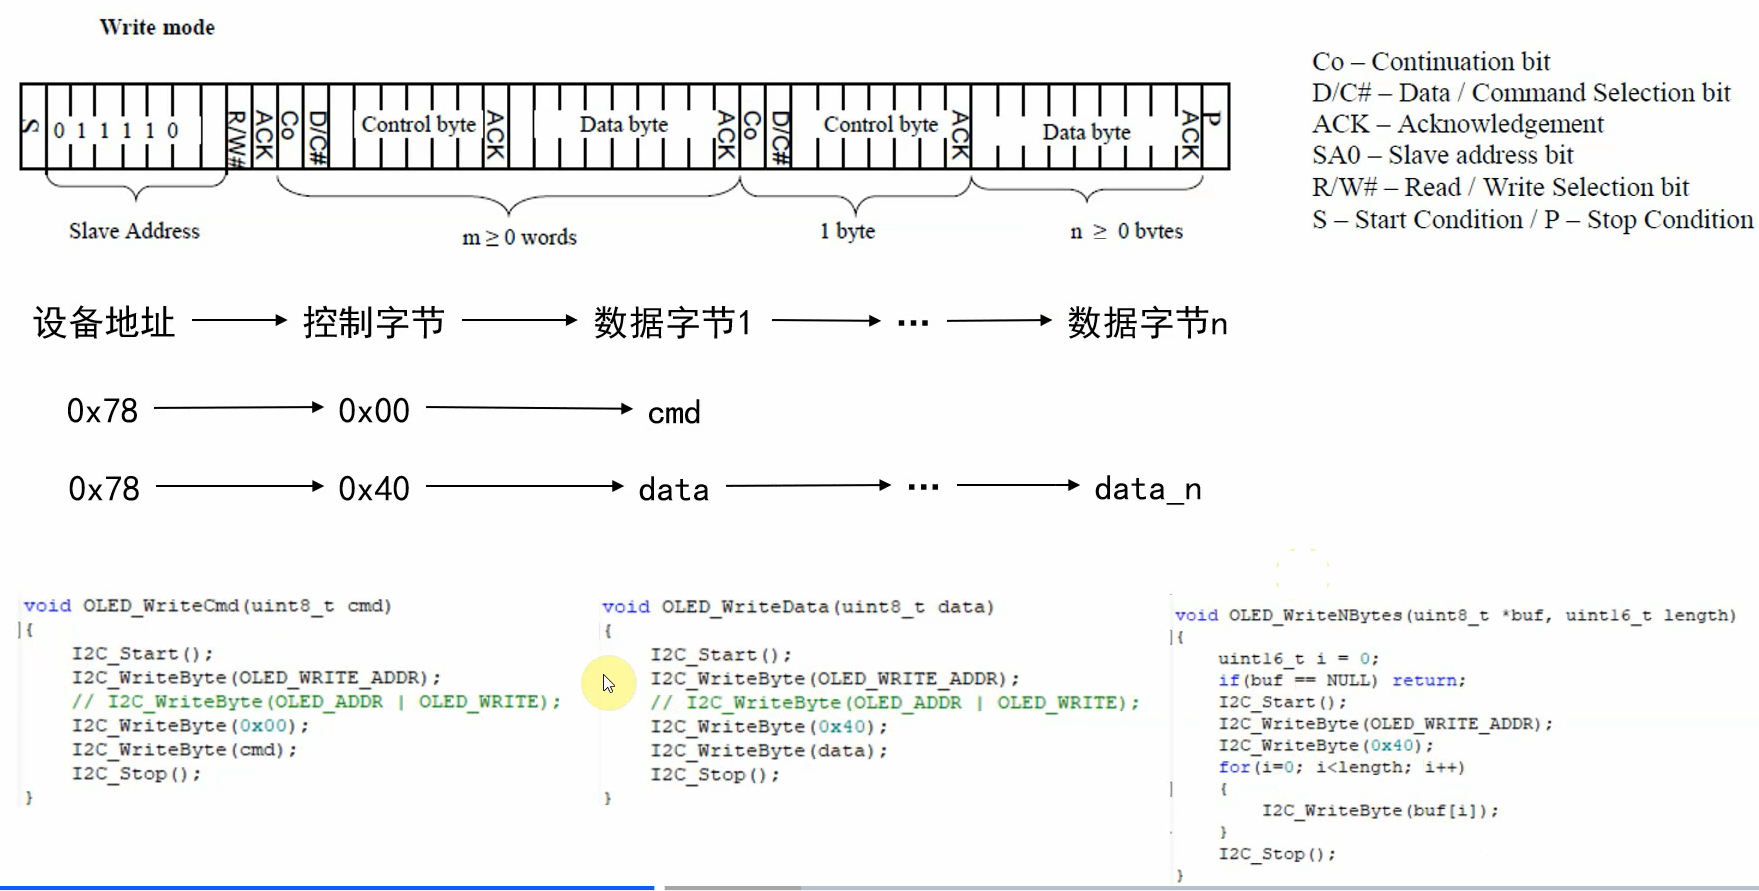 Write mode
S 0 1 1 1 1 0 R/W# ACK Co D/C# Control byte ACK Data byte ACK Co D/C# Control byte ACK Data byte ACK P
Slave Address
m ≥ 0 words
1 byte
n ≥ 0 bytes
Co – Continuation bit
D/C# – Data / Command Selection bit
ACK – Acknowledgement
SA0 – Slave address bit
R/W# – Read / Write Selection bit
S – Start Condition / P – Stop Condition
设备地址 → 控制字节 → 数据字节1 → ··· → 数据字节n
0x78 → 0x00 → cmd
0x78 → 0x40 → data → ··· → data_n
void OLED_WriteCmd(uint8_t cmd)
{
I2C_Start();
I2C_WriteByte(OLED_WRITE_ADDR);
// I2C_WriteByte(OLED_ADDR | OLED_WRITE);
I2C_WriteByte(0x00);
I2C_WriteByte(cmd);
I2C_Stop();
}
void OLED_WriteData(uint8_t data)
{
I2C_Start();
I2C_WriteByte(OLED_WRITE_ADDR);
// I2C_WriteByte(OLED_ADDR | OLED_WRITE);
I2C_WriteByte(0x40);
I2C_WriteByte(data);
I2C_Stop();
}
void OLED_WriteNBytes(uint8_t *buf, uint16_t length)
{
uint16_t i = 0;
if(buf == NULL) return;
I2C_Start();
I2C_WriteByte(OLED_WRITE_ADDR);
I2C_WriteByte(0x40);
for(i=0; i<length; i++)
{
I2C_WriteByte(buf[i]);
}
I2C_Stop();
}